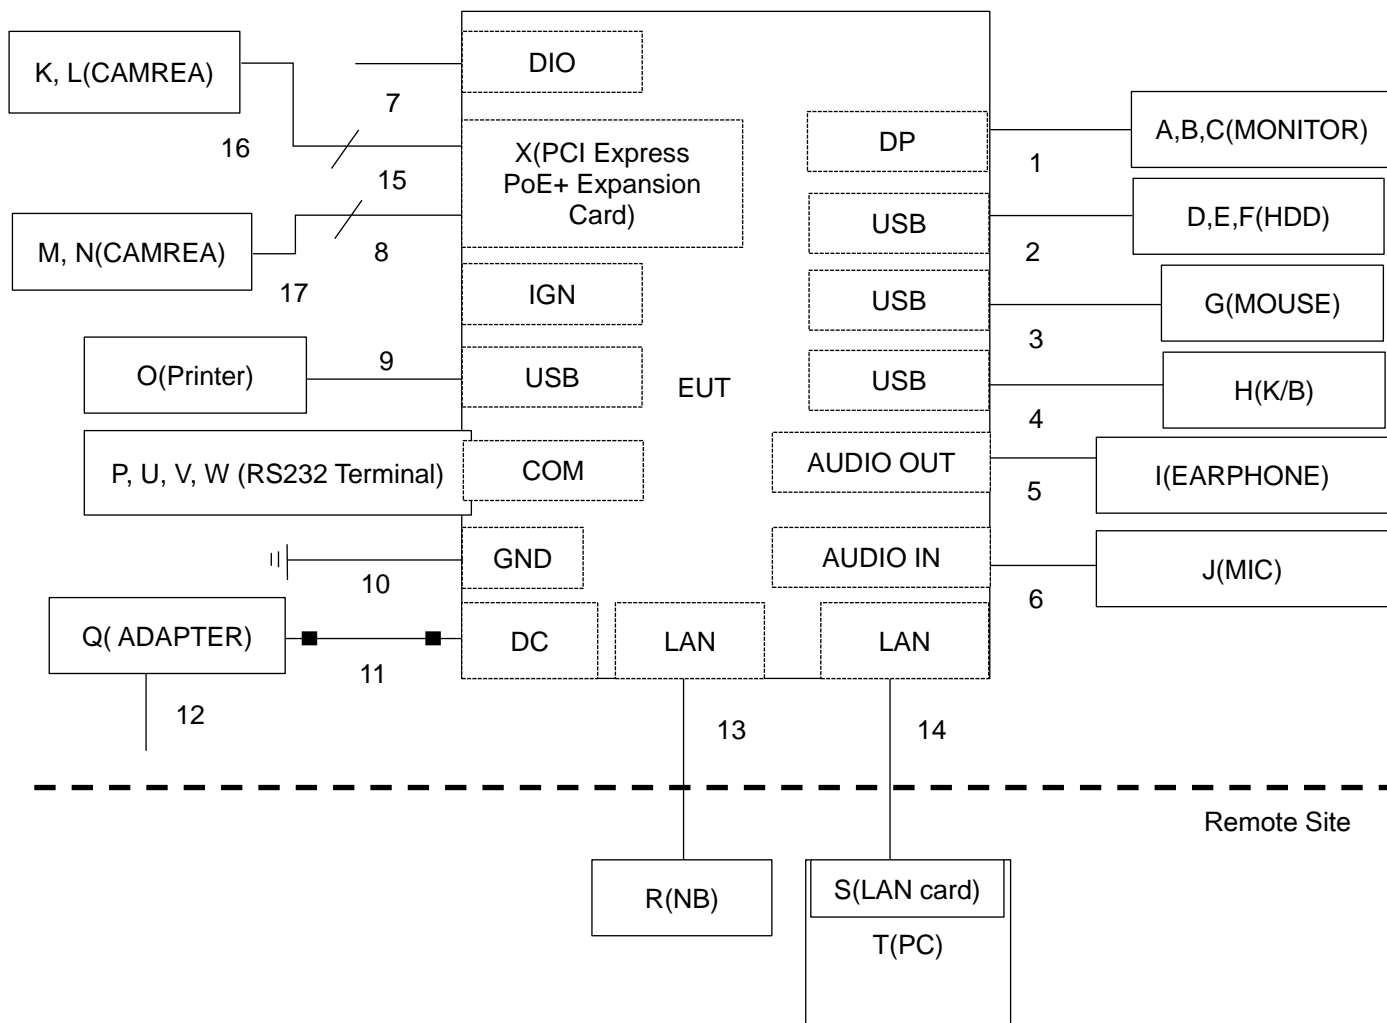 K, L(CAMREA)
DIO
7
16
X(PCI Express
PoE+ Expansion
Card)
15
DP
A,B,C(MONITOR)
1
M, N(CAMREA)
8
17
USB
D,E,F(HDD)
2
IGN
USB
G(MOUSE)
3
O(Printer)
9
USB
EUT
USB
H(K/B)
4
P, U, V, W (RS232 Terminal)
COM
AUDIO OUT
I(EARPHONE)
5
GND
10
AUDIO IN
J(MIC)
6
Q( ADAPTER)
11
12
DC
LAN
LAN
13
14
Remote Site
R(NB)
S(LAN card)
T(PC)